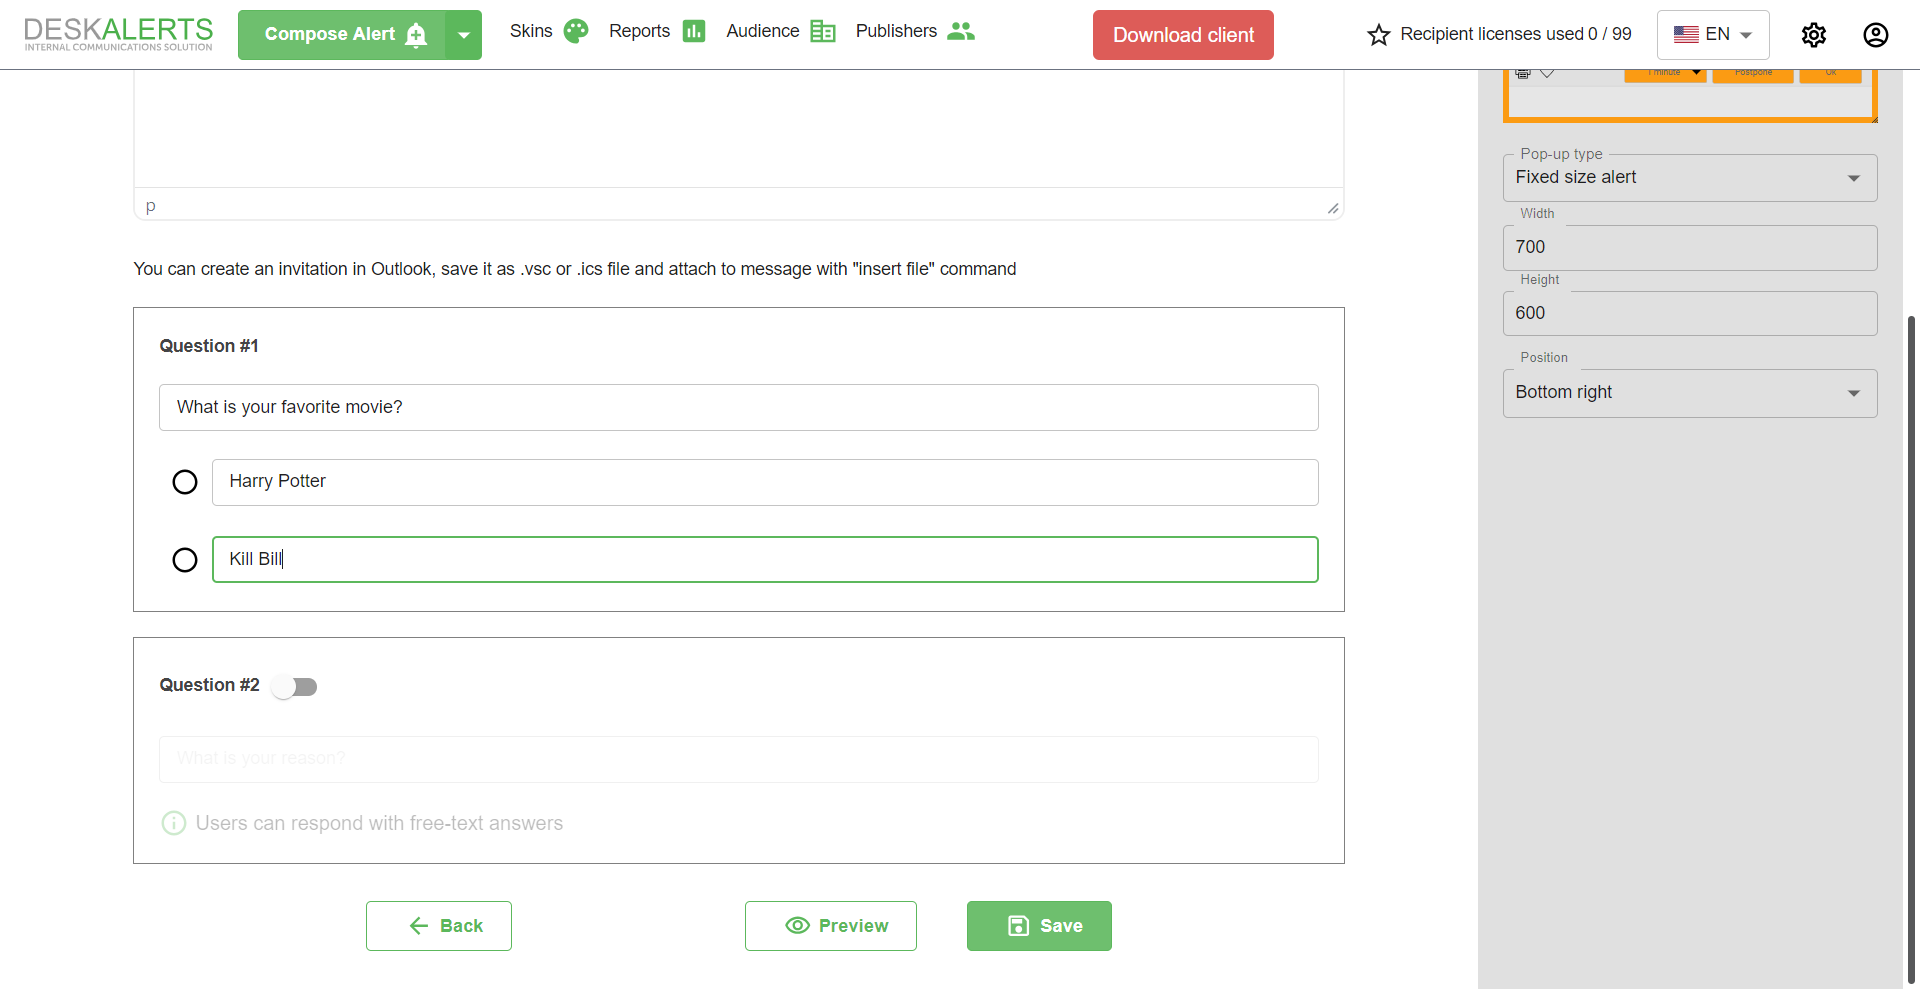 DESKALERTS
INTERNAL COMMUNICATIONS SOLUTION
Compose Alert
Skins
Reports
Audience
Publishers
Download client
Recipient licenses used 0 / 99
EN
1 minute
Postpone
Ok
p
Pop-up type
Fixed size alert
Width
700
Height
600
Position
Bottom right
You can create an invitation in Outlook, save it as .vsc or .ics file and attach to message with "insert file" command
Question #1
What is your favorite movie?
Harry Potter
Kill Bill
Question #2
What is your reason?
Users can respond with free-text answers
Back
Preview
Save